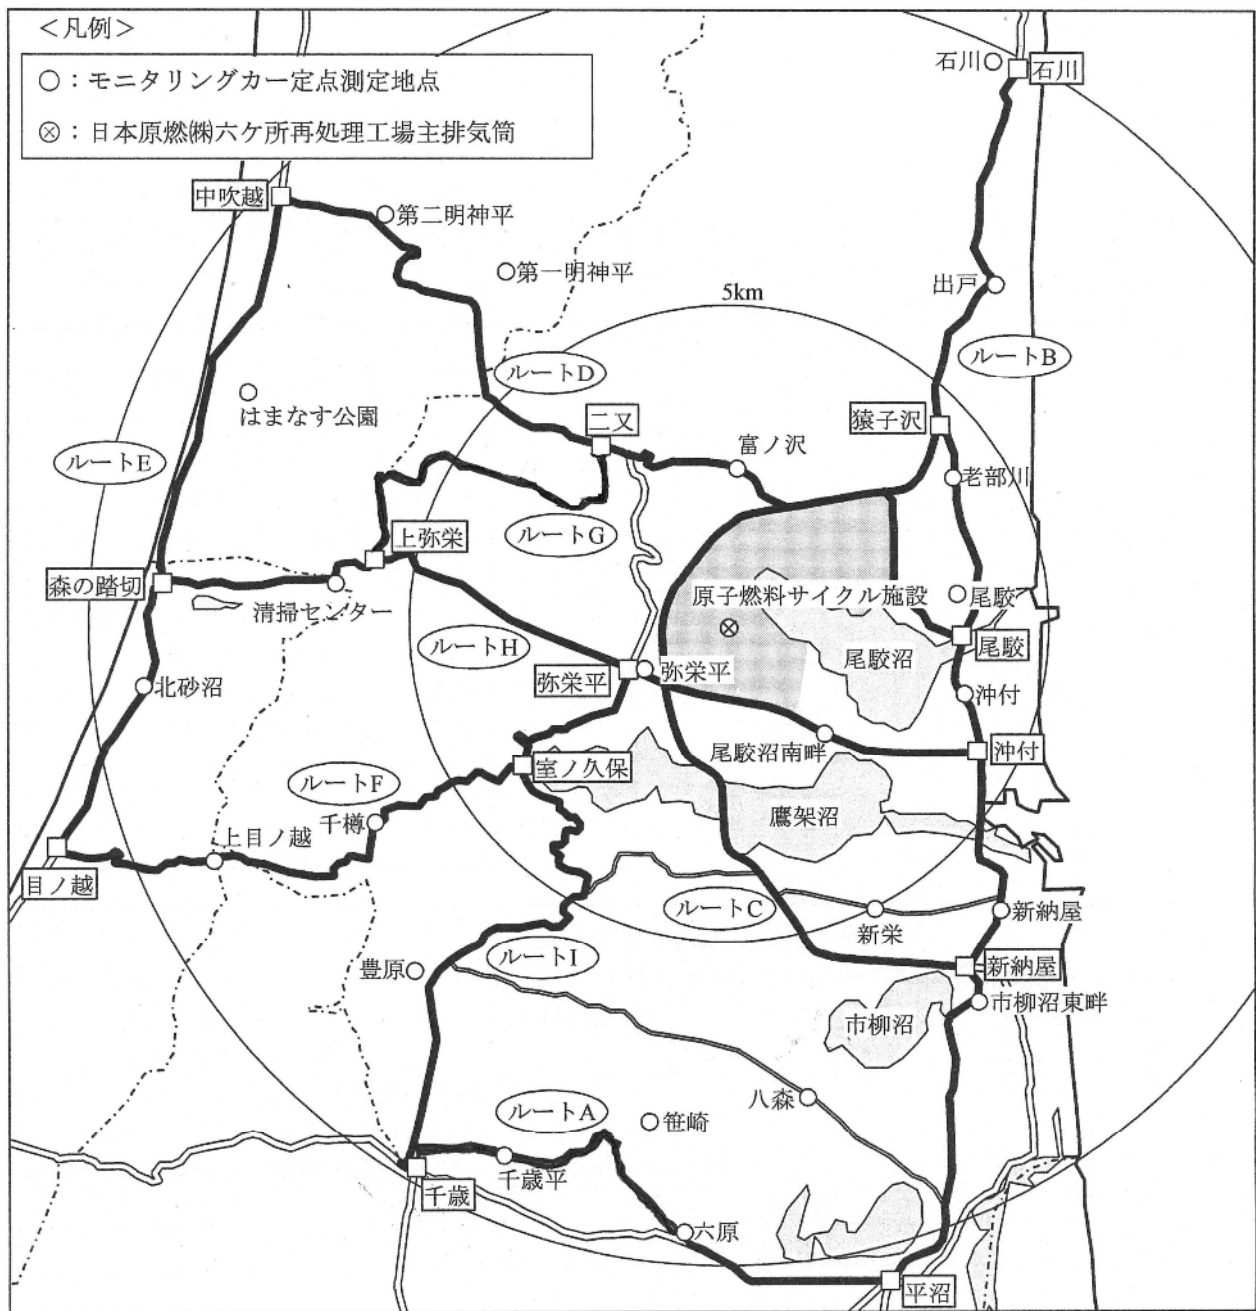 <凡例>
○：モニタリングカー定点測定地点
⊗：日本原燃㈱六ケ所再処理工場主排気筒
石川
石川
中吹越
第二明神平
第一明神平
出戸
5km
ルートB
ルートD
はまなす公園
二又
猿子沢
富ノ沢
ルートE
老部川
ルートG
上弥栄
森の踏切
清掃センター
原子燃料サイクル施設
尾駮
尾駮
ルートH
尾駮沼
弥栄平
弥栄平
北砂沼
沖付
尾駮沼南畔
沖付
室ノ久保
ルートF
千樽
鷹架沼
上目ノ越
目ノ越
ルートC
新栄
新納屋
ルートI
豊原
新納屋
市柳沼
市柳沼東畔
八森
ルートA
笹崎
千歳平
千歳
六原
平沼